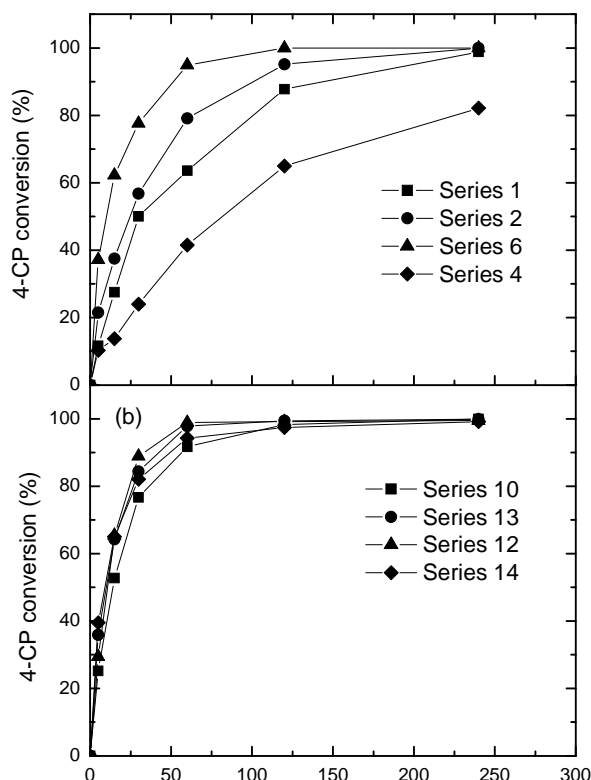 100
80
60
40
20
0
4-CP conversion (%)
Series 1
Series 2
Series 6
Series 4
(b)
100
80
60
40
20
0
4-CP conversion (%)
Series 10
Series 13
Series 12
Series 14
0 50 100 150 200 250 300